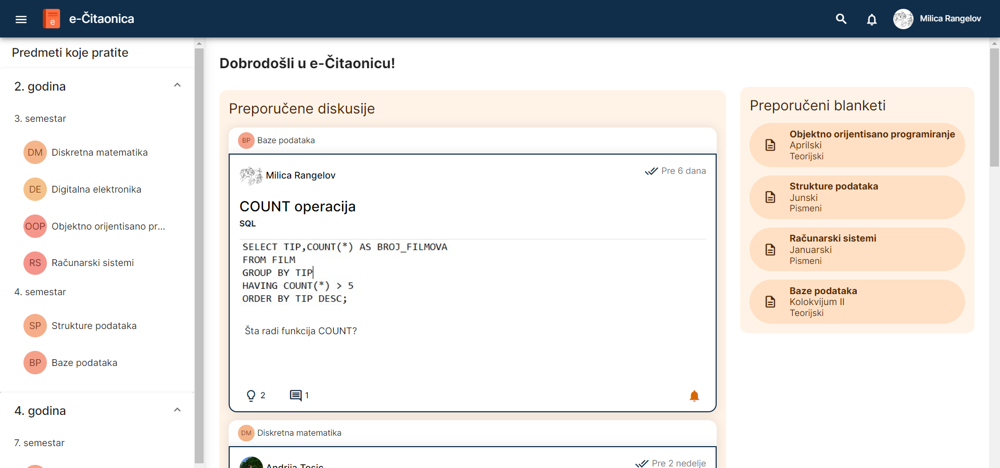 e
e-Čitaonica
Milica Rangelov
Predmeti koje pratite
2. godina
3. semestar
DM Diskretna matematika
DE Digitalna elektronika
OOP Objektno orijentisano pr...
RS Računarski sistemi
4. semestar
SP Strukture podataka
BP Baze podataka
4. godina
7. semestar
Dobrodošli u e-Čitaonicu!
Preporučene diskusije
BP Baze podataka
Milica Rangelov
Pre 6 dana
COUNT operacija
SQL
SELECT TIP,COUNT(*) AS BROJ_FILMOVA
FROM FILM
GROUP BY TIP
HAVING COUNT(*) > 5
ORDER BY TIP DESC;
Šta radi funkcija COUNT?
2
1
DM Diskretna matematika
Andrija Tosic
Pre 2 nedelje
Preporučeni blanketi
Objektno orijentisano programiranje
Aprilski
Teorijski
Strukture podataka
Junski
Pismeni
Računarski sistemi
Januarski
Pismeni
Baze podataka
Kolokvijum II
Teorijski